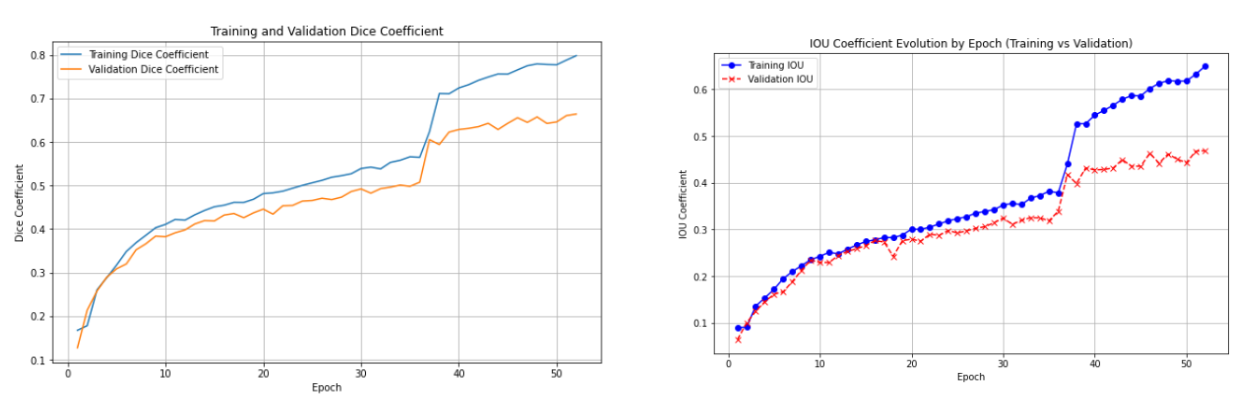 Training and Validation Dice Coefficient
Training Dice Coefficient
Validation Dice Coefficient
Dice Coefficient
0.8
0.7
0.6
0.5
0.4
0.3
0.2
0.1
0 10 20 30 40 50
Epoch
IOU Coefficient Evolution by Epoch (Training vs Validation)
Training IOU
Validation IOU
IOU Coefficient
0.6
0.5
0.4
0.3
0.2
0.1
0 10 20 30 40 50
Epoch